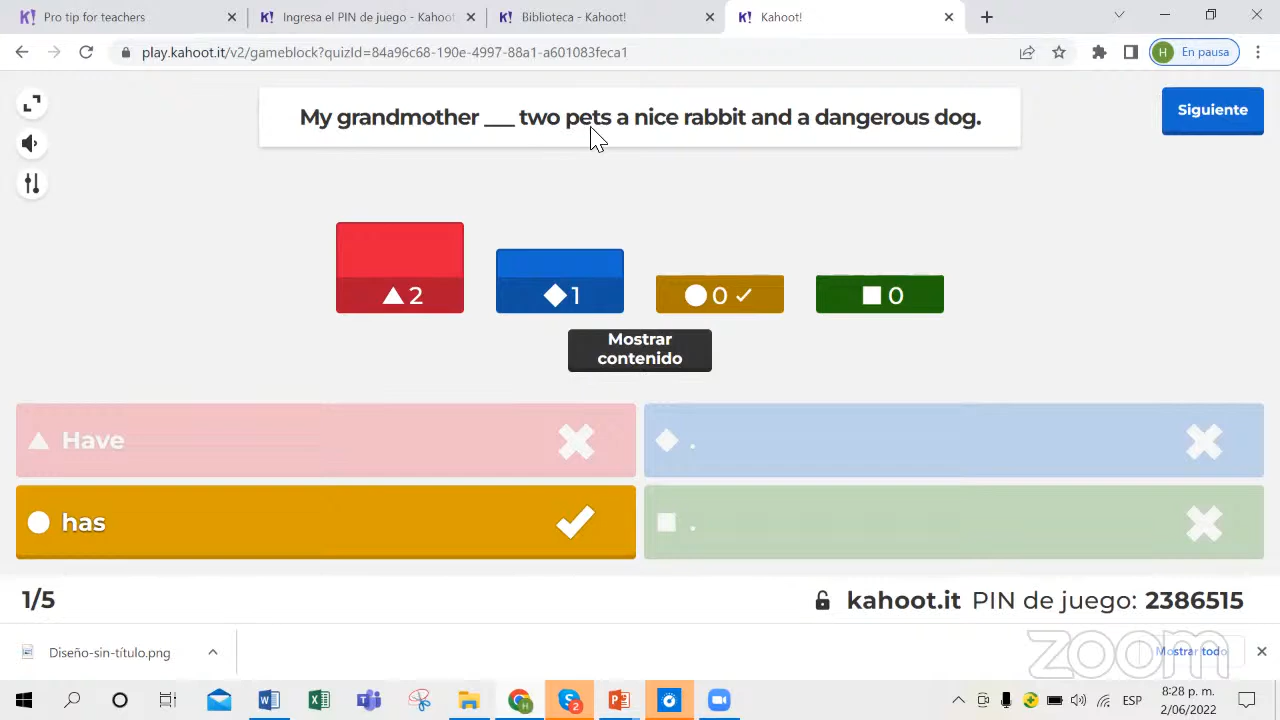 Pro tip for teachers
Ingresa el PIN de juego - Kahoot
Biblioteca - Kahoot!
Kahoot!
play.kahoot.it/v2/gameblock?quizId=84a96c68-190e-4997-88a1-a601083feca1
H
En pausa
My grandmother ___ two pets a nice rabbit and a dangerous dog.
Siguiente
2
1
0
0
Mostrar
contenido
Have
.
has
.
1/5
kahoot.it PIN de juego: 2386515
Diseño-sin-título.png
Mostrar todo
zoom
ESP
8:28 p. m.
2/06/2022